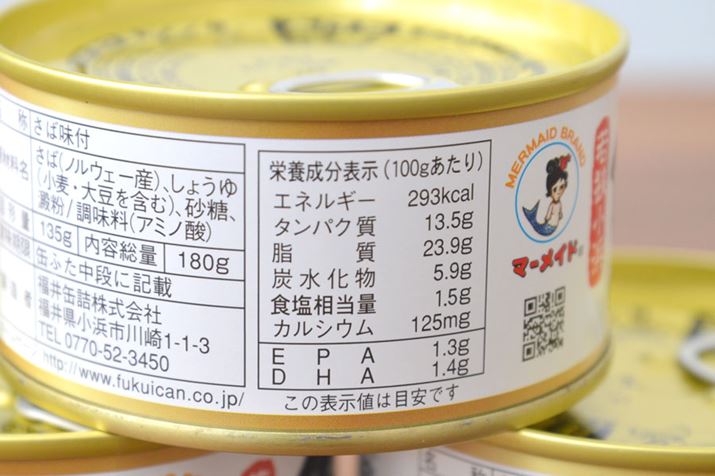 称 さば味付
さば(ノルウェー産)、しょうゆ
(小麦・大豆を含む)、砂糖、
澱粉/調味料(アミノ酸)
135g 内容総量 180g
缶ふた中段に記載
福井缶詰株式会社
福井県小浜市川崎1-1-3
TEL 0770-52-3450
http://www.fukuican.co.jp/
栄養成分表示(100gあたり)
エネルギー 293kcal
タンパク質 13.5g
脂質 23.9g
炭水化物 5.9g
食塩相当量 1.5g
カルシウム 125mg
EPA 1.3g
DHA 1.4g
この表示値は目安です
MERMAID BRAND
マーメイド